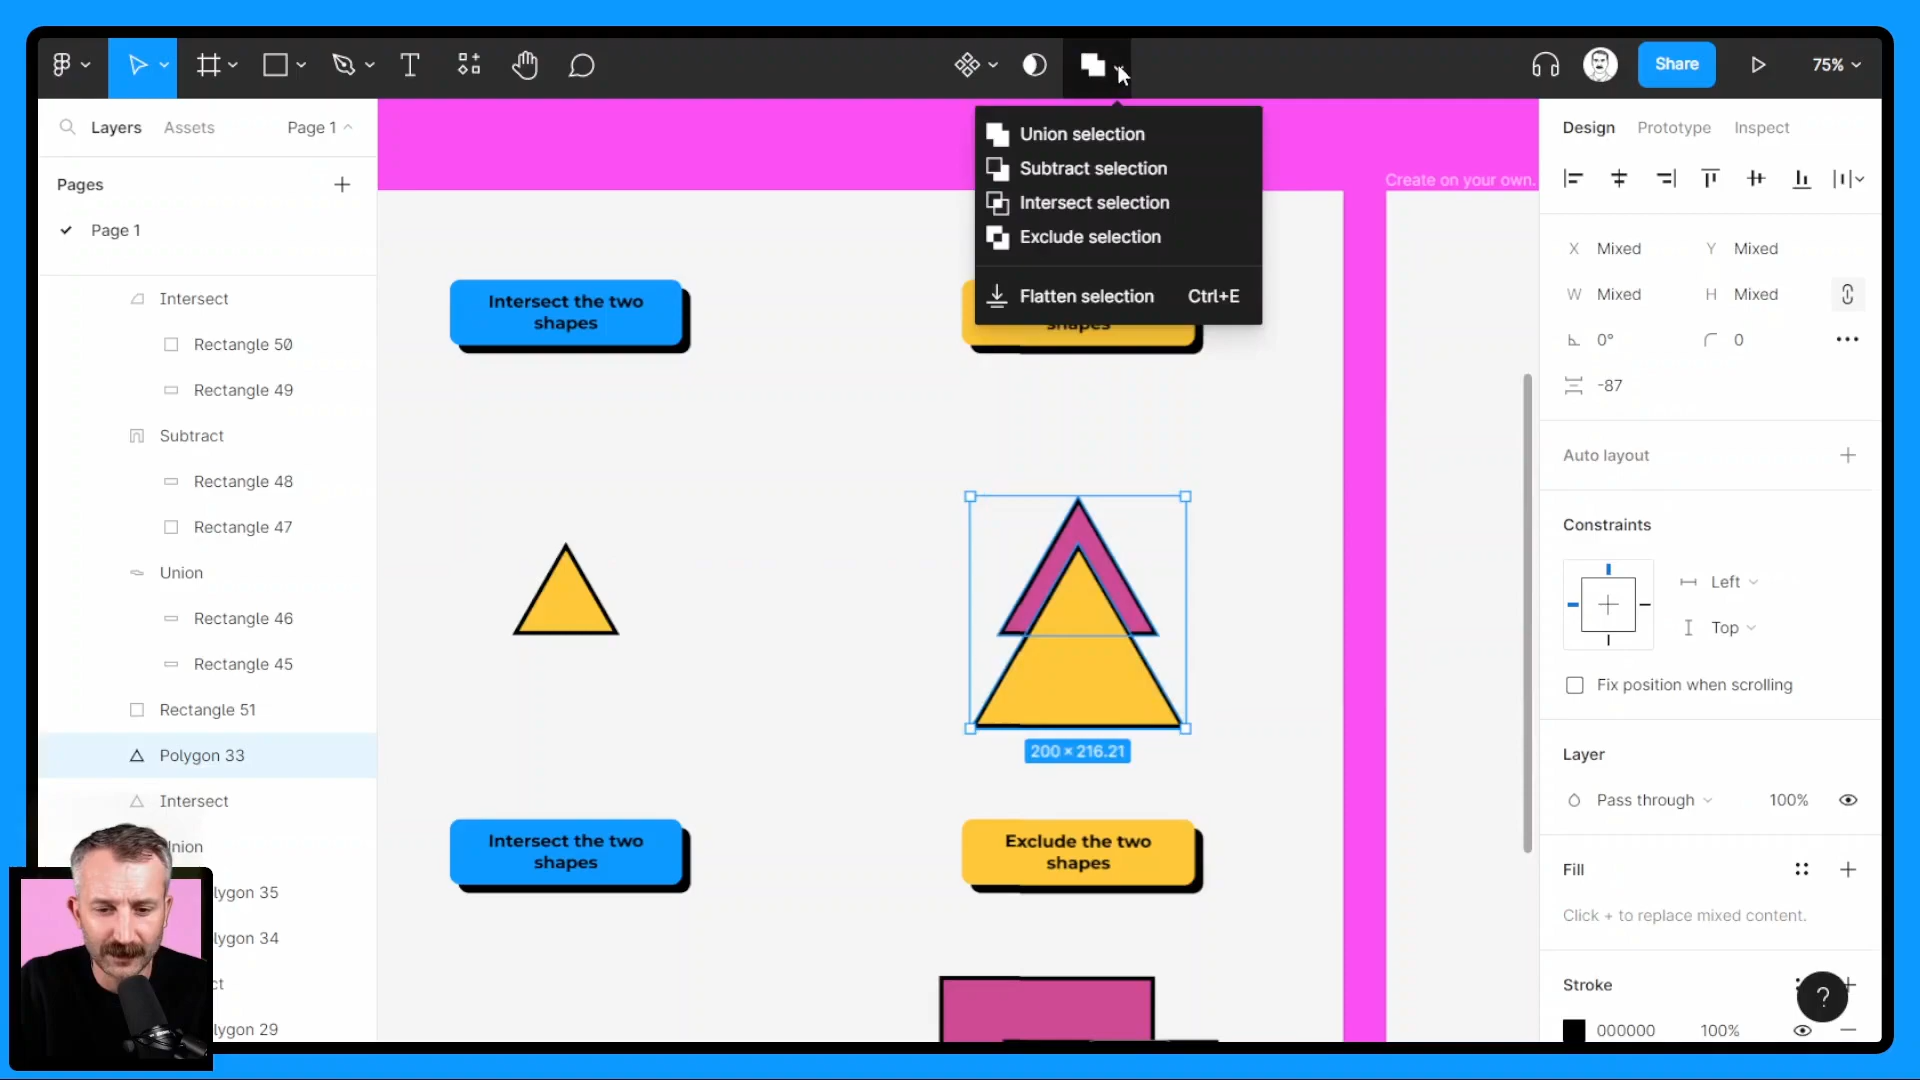 Share
75%
Layers
Assets
Page 1
Pages
Page 1
Intersect
Rectangle 50
Rectangle 49
Subtract
Rectangle 48
Rectangle 47
Union
Rectangle 46
Rectangle 45
Rectangle 51
Polygon 33
Intersect
nion
lygon 35
lygon 34
ct
lygon 29
Union selection
Subtract selection
Intersect selection
Exclude selection
Flatten selection Ctrl+E
Create on your own.
Intersect the two
shapes
shapes
200 × 216.21
Intersect the two
shapes
Exclude the two
shapes
Design
Prototype
Inspect
X Mixed
Y Mixed
W Mixed
H Mixed
0°
0
-87
Auto layout
Constraints
Left
Top
Fix position when scrolling
Layer
Pass through
100%
Fill
Click + to replace mixed content.
Stroke
?
000000
100%